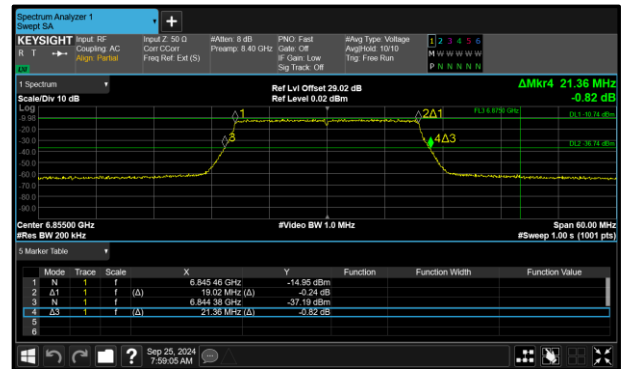 Spectrum Analyzer 1
Swept SA
+
KEYSIGHT Input: RF Input Z: 50 Ω #Atten: 8 dB PNO: Fast #Avg Type: Voltage 1 2 3 4 5 6
R T Coupling: AC Corr CCorr Preamp: 8.40 GHz Gate: Off Avg|Hold: 10/10 M W W W W W
Align: Partial Freq Ref: Ext (S) IF Gain: Low Trig: Free Run
Sig Track: Off P N N N N N
1 Spectrum Ref Lvl Offset 29.02 dB ΔMkr4 21.36 MHz
Scale/Div 10 dB Ref Level 0.02 dBm -0.82 dB
Log
-9.98 1 2Δ1 FL3 6.8750 GHz DL1 -10.74 dBm
-20.0
-30.0 3 4Δ3 DL2 -36.74 dBm
-40.0
-50.0
-60.0
-70.0
-80.0
-90.0
Center 6.85500 GHz #Video BW 1.0 MHz Span 60.00 MHz
#Res BW 200 kHz #Sweep 1.00 s (1001 pts)
5 Marker Table
Mode Trace Scale X Y Function Function Width Function Value
1 N 1 f 6.845 46 GHz -14.95 dBm
2 Δ1 1 f (Δ) 19.02 MHz (Δ) -0.24 dB
3 N 1 f 6.844 38 GHz -37.19 dBm
4 Δ3 1 f (Δ) 21.36 MHz (Δ) -0.82 dB
5
6
? Sep 25, 2024
7:59:05 AM